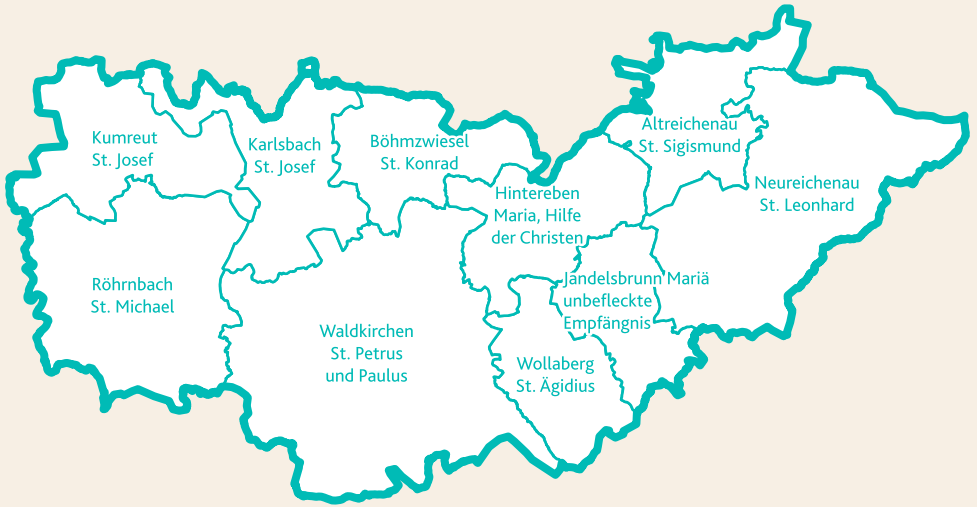 Kumreut
St. Josef
Karlsbach
St. Josef
Böhmzwiesel
St. Konrad
Altreichenau
St. Sigismund
Hintereben
Maria, Hilfe
der Christen
Neureichenau
St. Leonhard
Röhrnbach
St. Michael
Jandelsbrunn Mariä
unbefleckte
Empfängnis
Waldkirchen
St. Petrus
und Paulus
Wollaberg
St. Ägidius